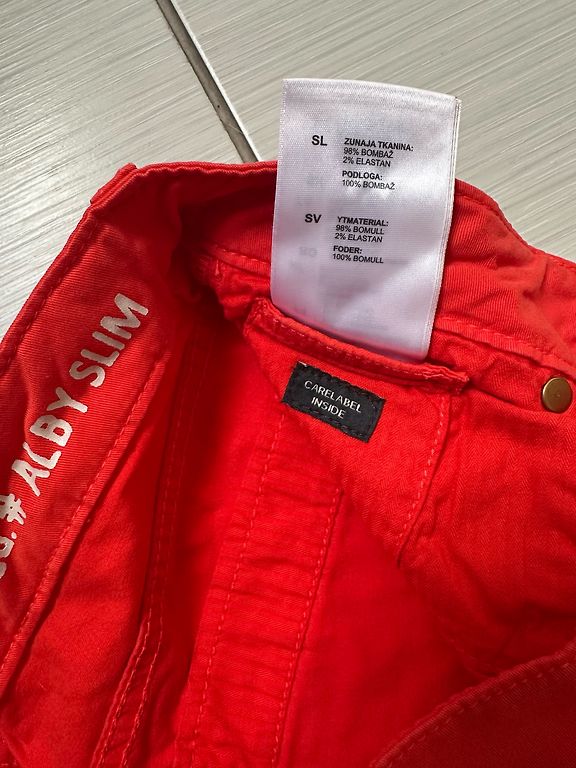 SL
ZUNAJA TKANINA:
98% BOMBAŽ
2% ELASTAN
PODLOGA:
100% BOMBAŽ
SV
YTMATERIAL:
98% BOMULL
2% ELASTAN
FODER:
100% BOMULL
CARELABEL
INSIDE
.# ALBY SLIM